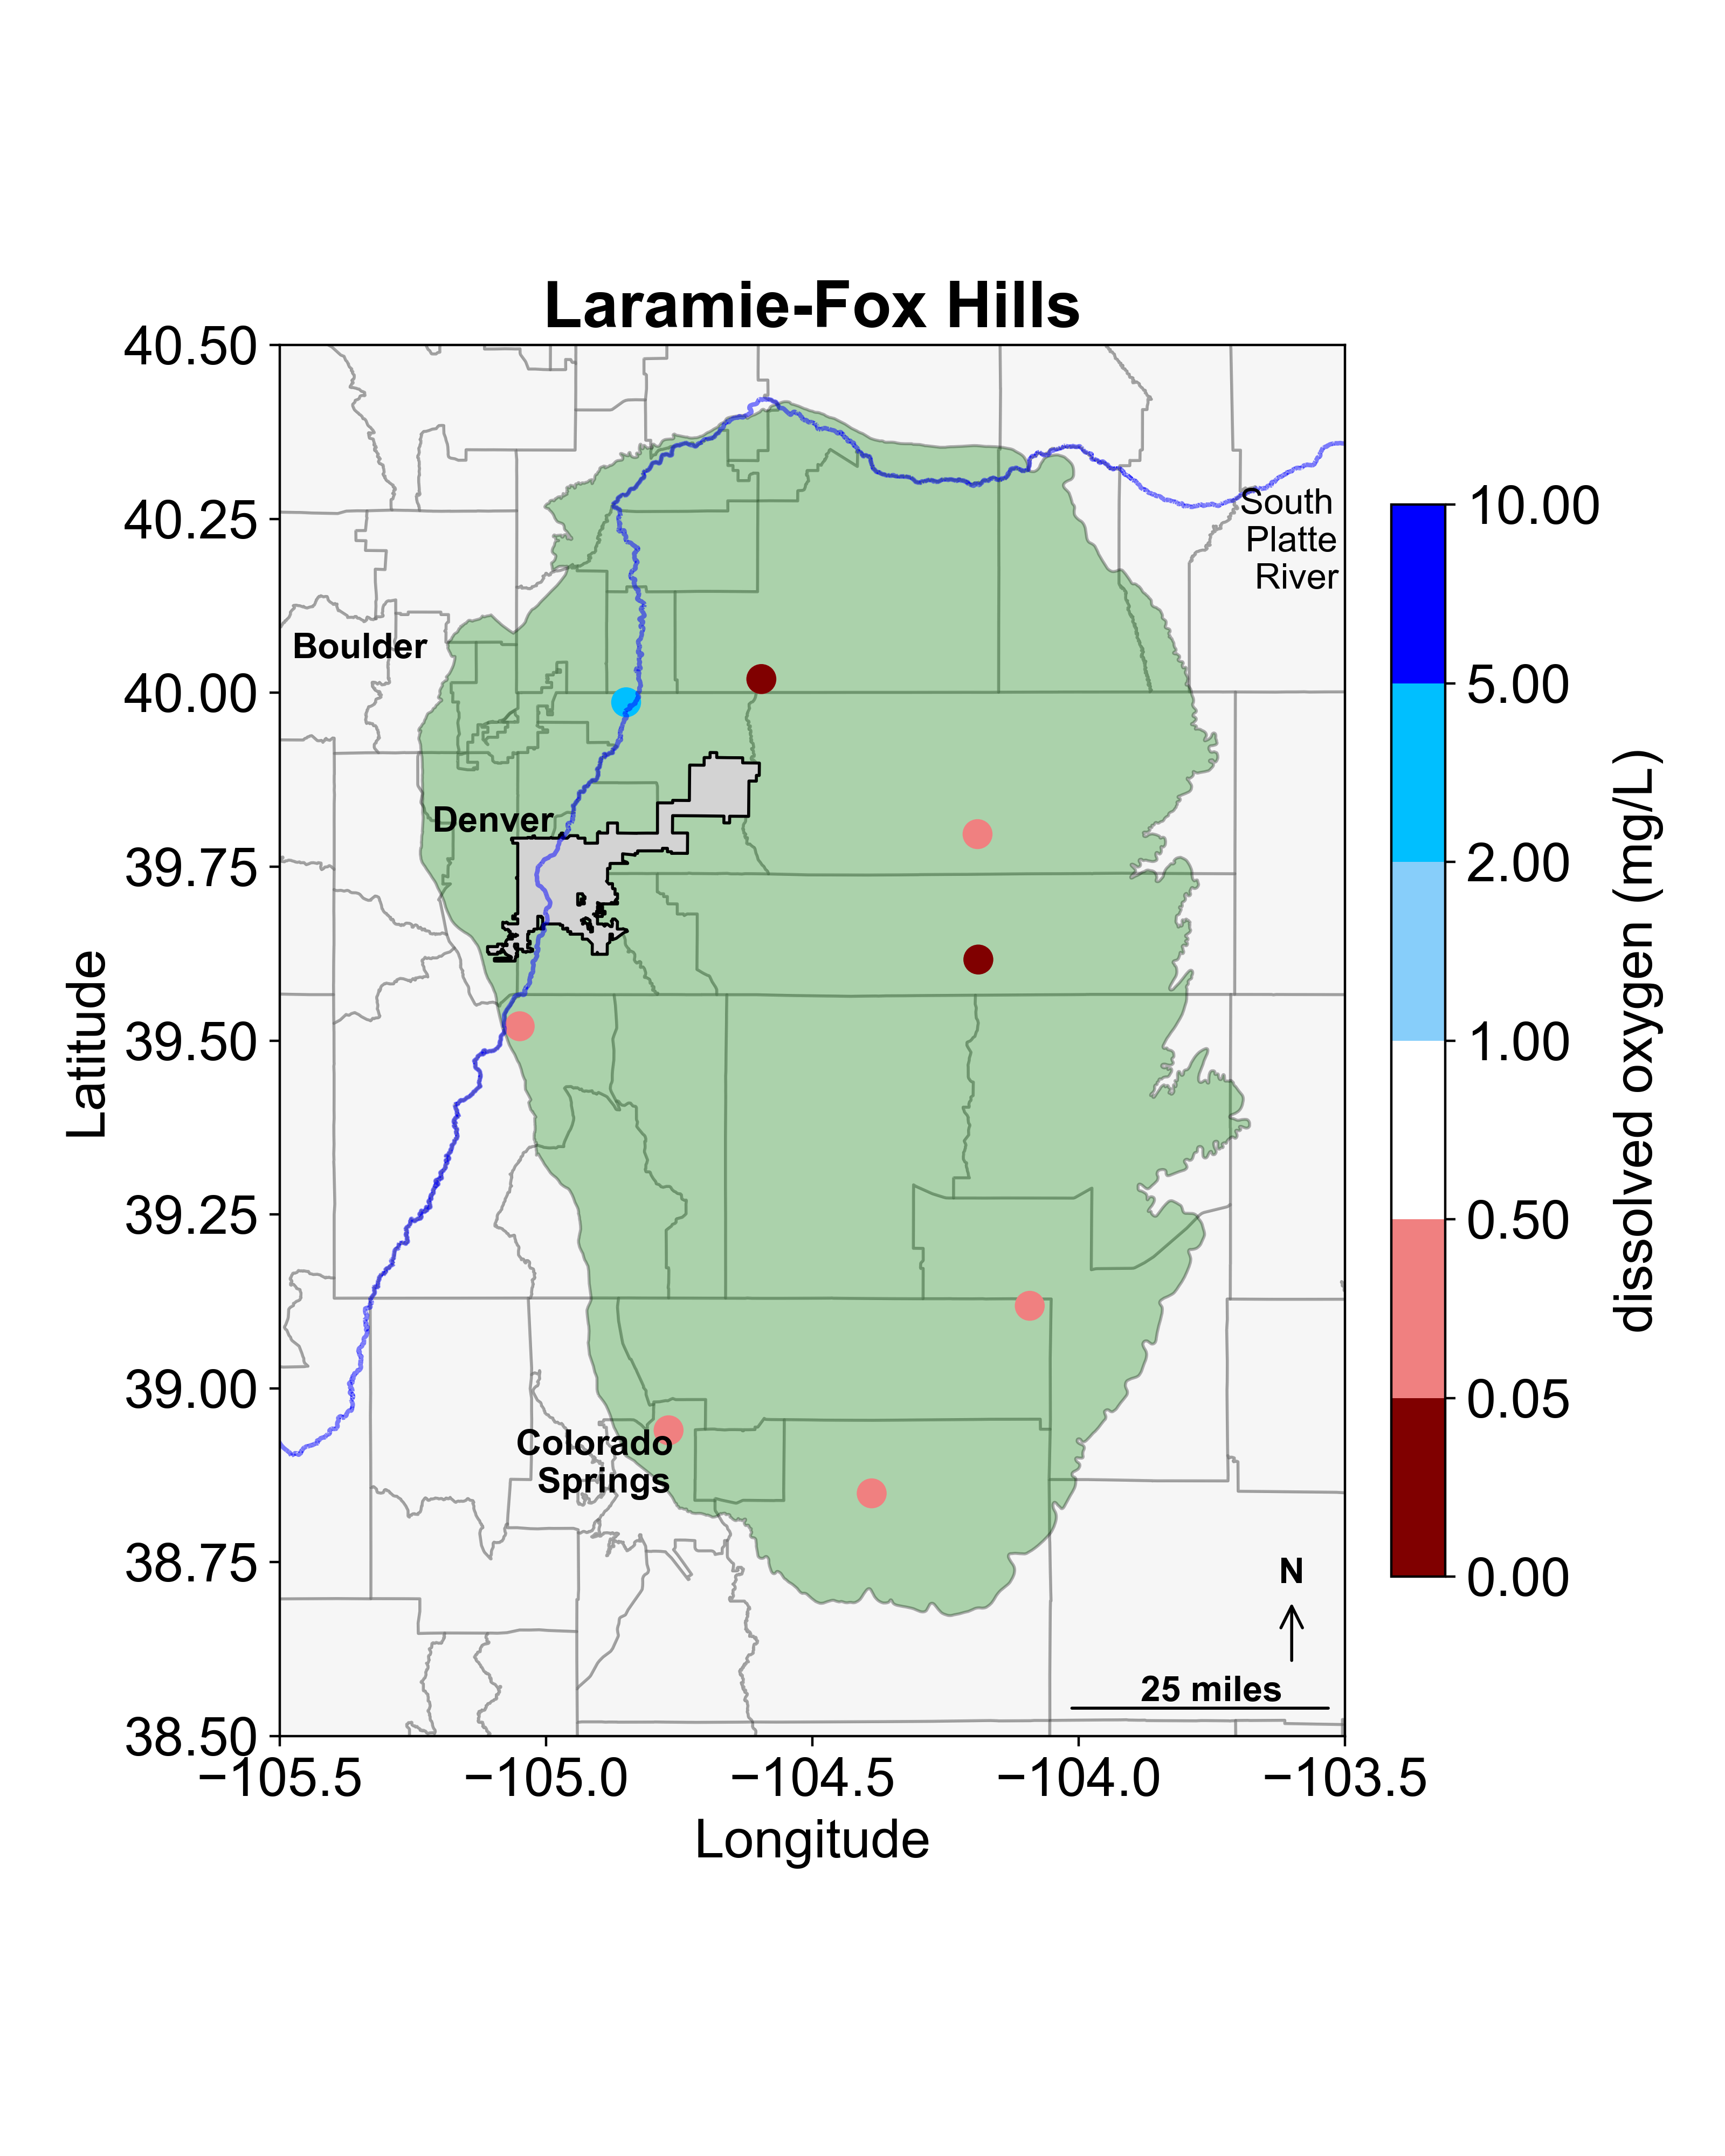 Laramie-Fox Hills
40.50
40.25
40.00
39.75
39.50
39.25
39.00
38.75
38.50
Latitude
−105.5
−105.0
−104.5
−104.0
−103.5
Longitude
South
Platte
River
Boulder
Denver
Colorado
Springs
N
25 miles
10.00
5.00
2.00
1.00
0.50
0.05
0.00
dissolved oxygen (mg/L)